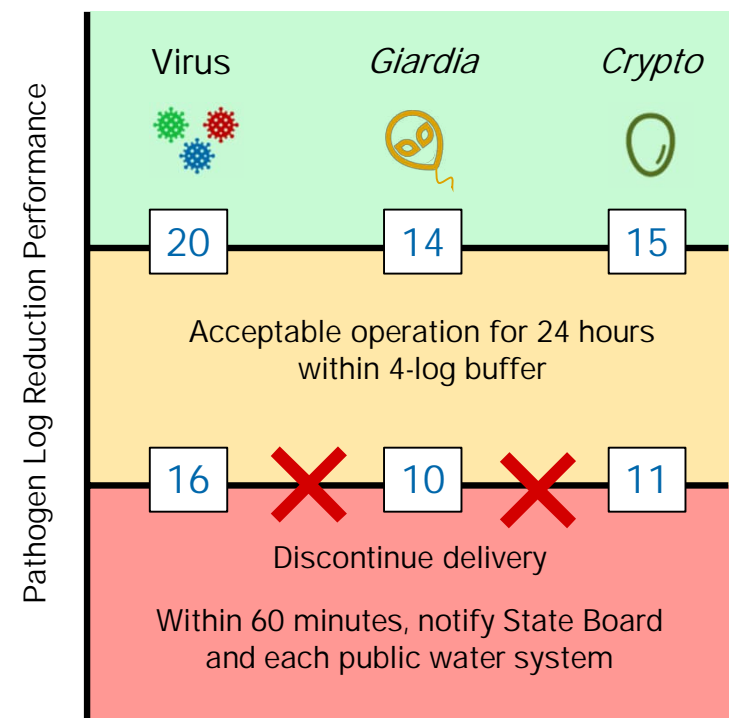 Pathogen Log Reduction Performance
Virus Giardia Crypto
20 14 15
Acceptable operation for 24 hours
within 4-log buffer
16 10 11
Discontinue delivery
Within 60 minutes, notify State Board
and each public water system